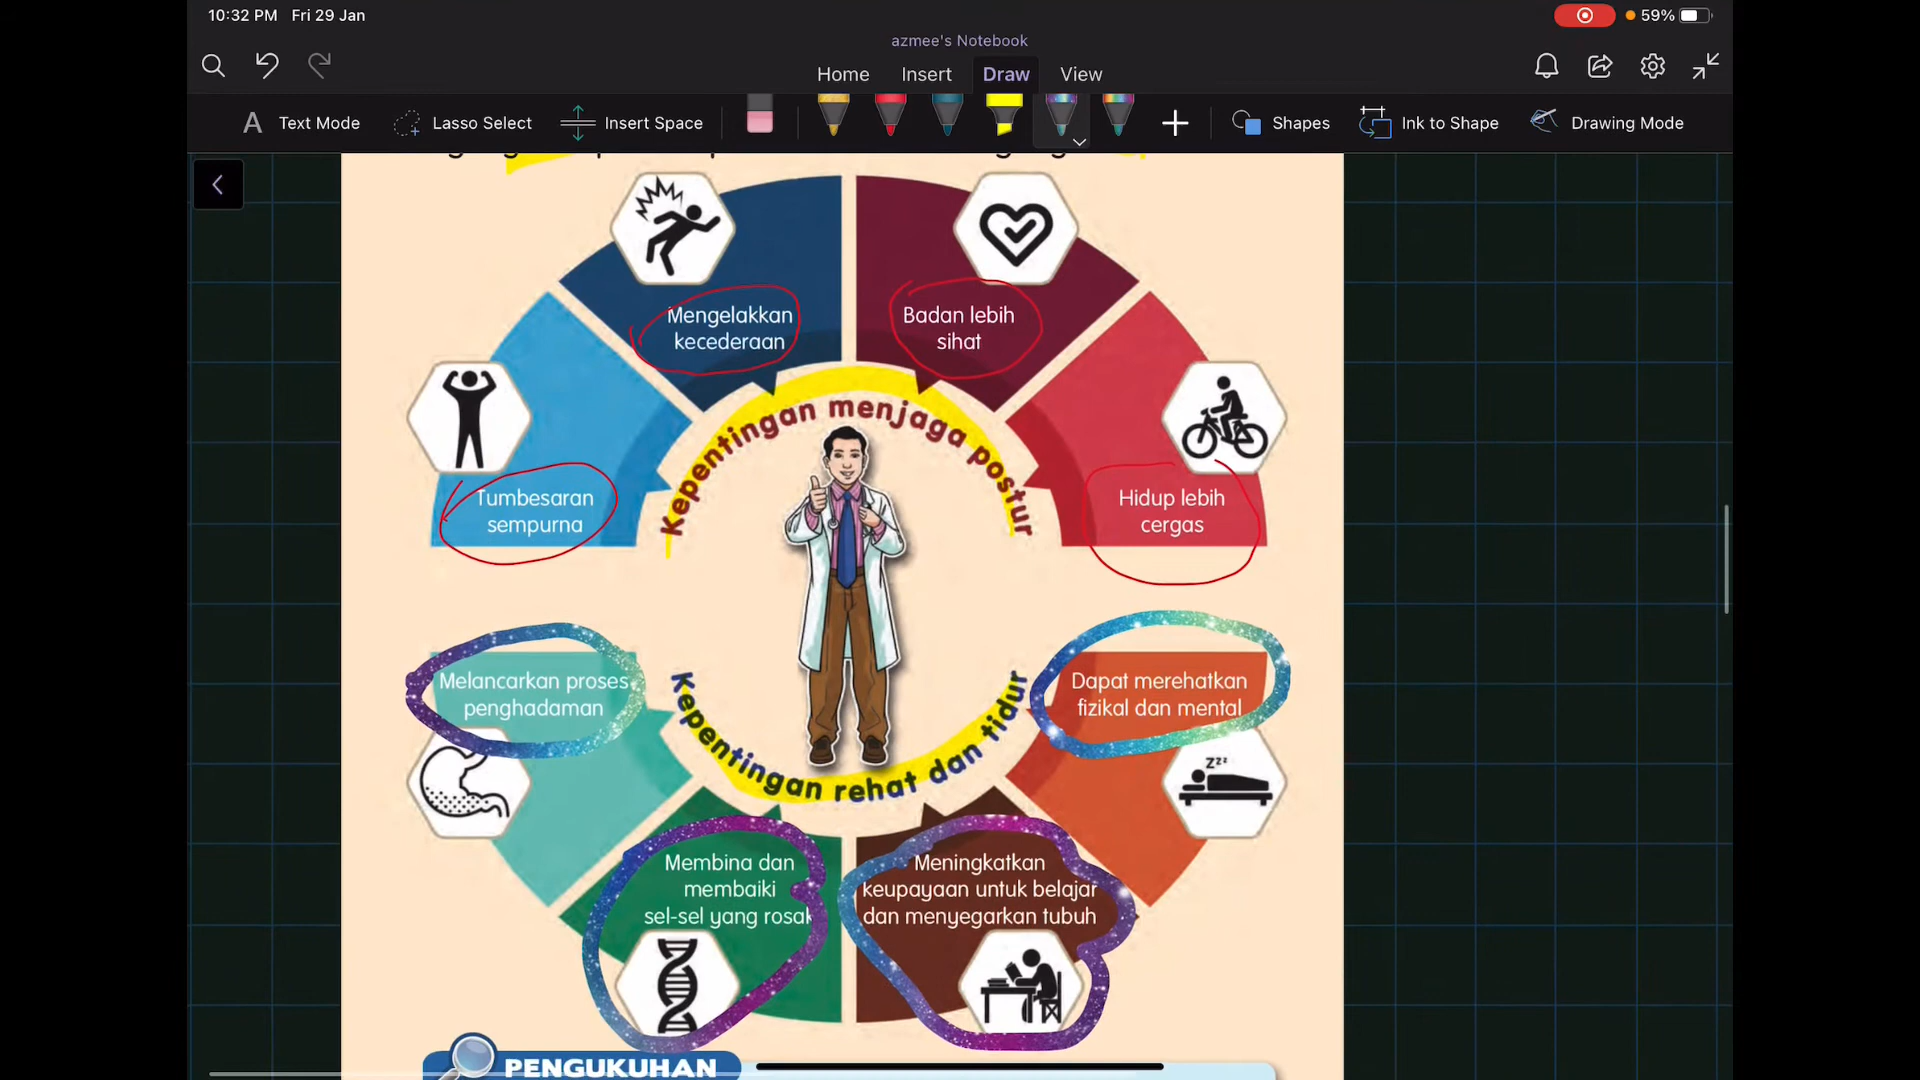 10:32 PM Fri 29 Jan
59%
azmee's Notebook
Home Insert Draw View
A Text Mode Lasso Select Insert Space Shapes Ink to Shape Drawing Mode
Mengelakkan
kecederaan
Badan lebih
sihat
Tumbesaran
sempurna
Kepentingan menjaga postur
Hidup lebih
cergas
Melancarkan proses
penghadaman
Kepentingan rehat dan tidur
Dapat merehatkan
fizikal dan mental
zzz
Membina dan
membaiki
sel-sel yang rosak
Meningkatkan
keupayaan untuk belajar
dan menyegarkan tubuh
PENGUKUHAN